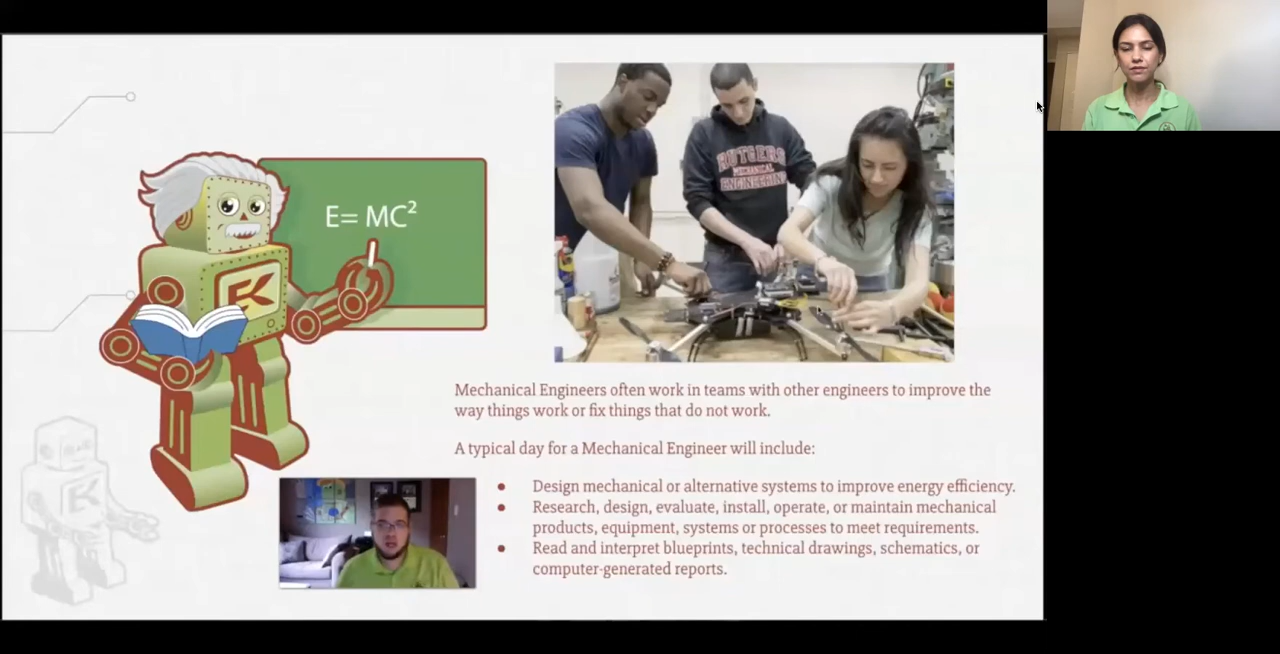 E= MC²
RUTGERS
MECHANICAL
ENGINEERING
EK
Mechanical Engineers often work in teams with other engineers to improve the
way things work or fix things that do not work.
A typical day for a Mechanical Engineer will include:
● Design mechanical or alternative systems to improve energy efficiency.
● Research, design, evaluate, install, operate, or maintain mechanical
products, equipment, systems or processes to meet requirements.
● Read and interpret blueprints, technical drawings, schematics, or
computer-generated reports.